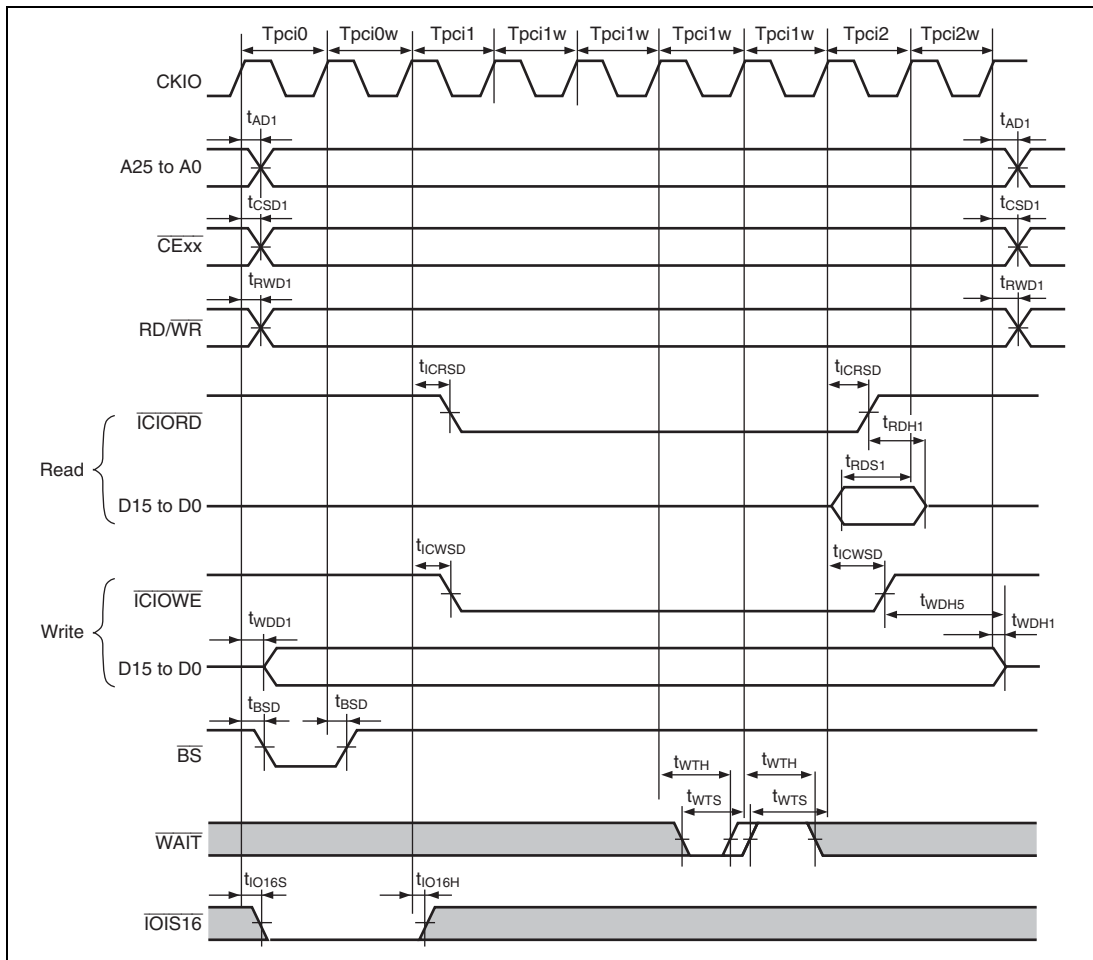 Tpci0 Tpci0w Tpci1 Tpci1w Tpci1w Tpci1w Tpci1w Tpci2 Tpci2w
CKIO
tAD1 tAD1
A25 to A0
tCSD1 tCSD1
CExx
tRWD1 tRWD1
RD/WR
tICRSD tICRSD
ICIORD
tRDH1
Read
tRDS1
D15 to D0
tICWSD tICWSD
ICIOWE
tWDH5
Write
tWDD1 tWDH1
D15 to D0
tBSD tBSD
BS
tWTH tWTH
tWTS tWTS
WAIT
tIO16S tIO16H
IOIS16